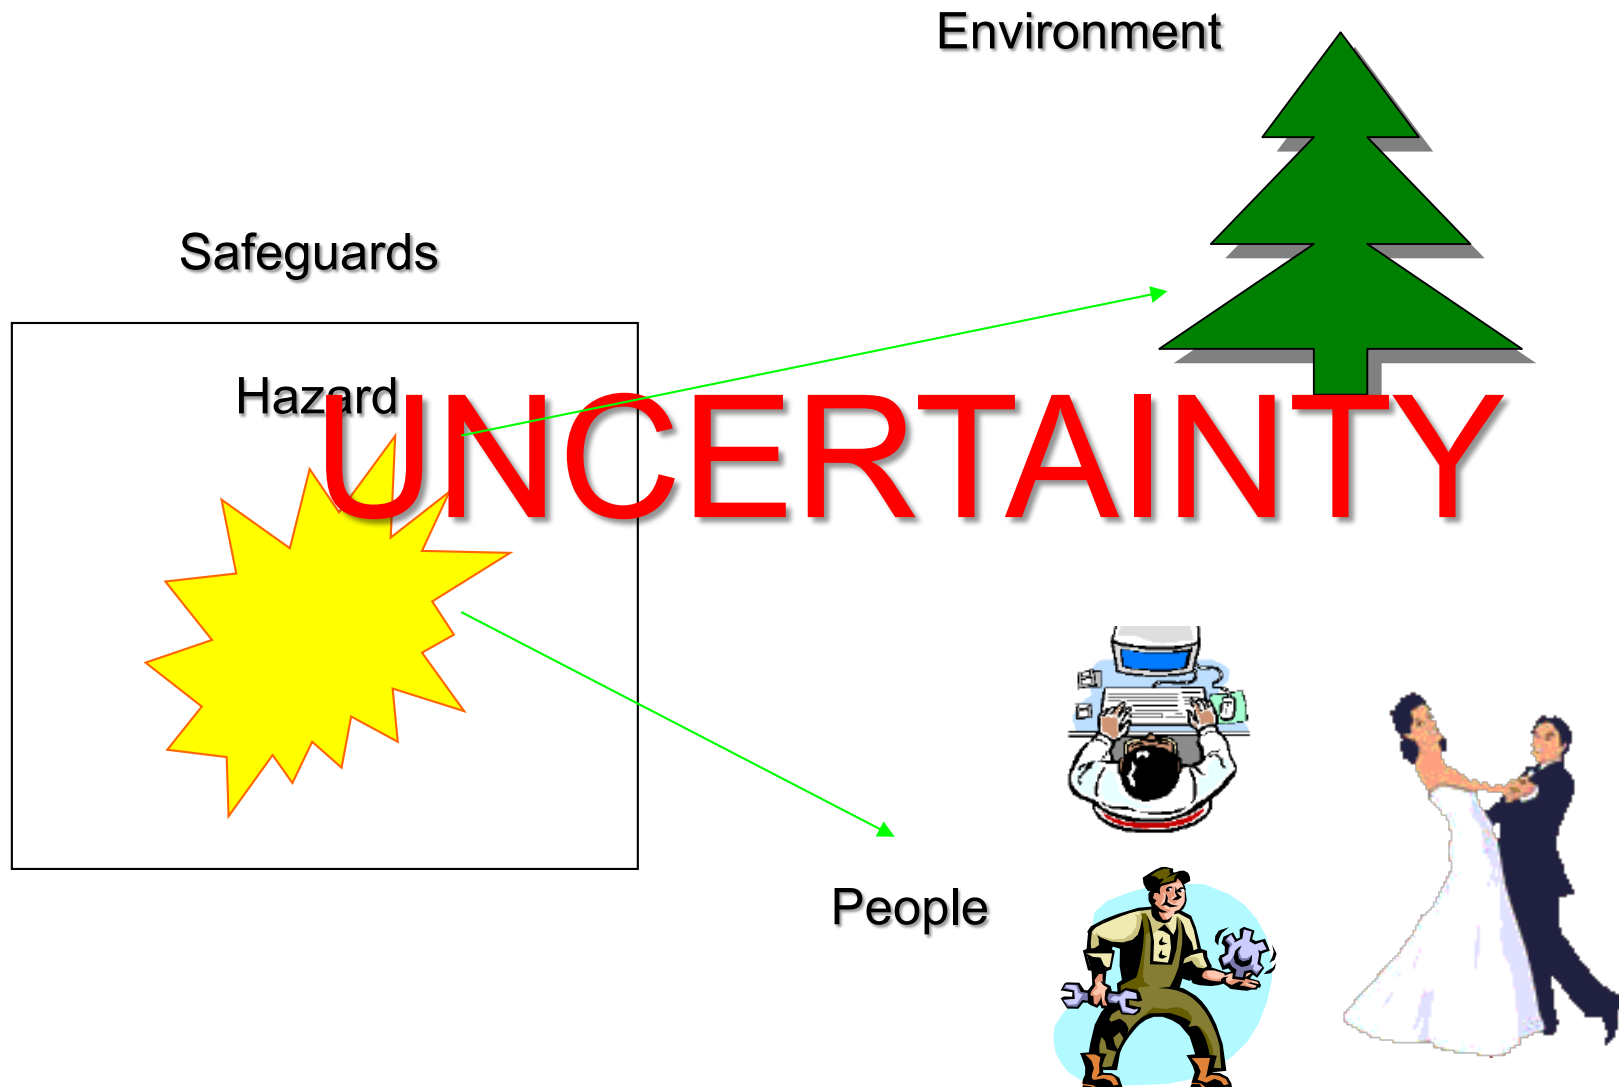 Environment
Safeguards
Hazard
UNCERTAINTY
People